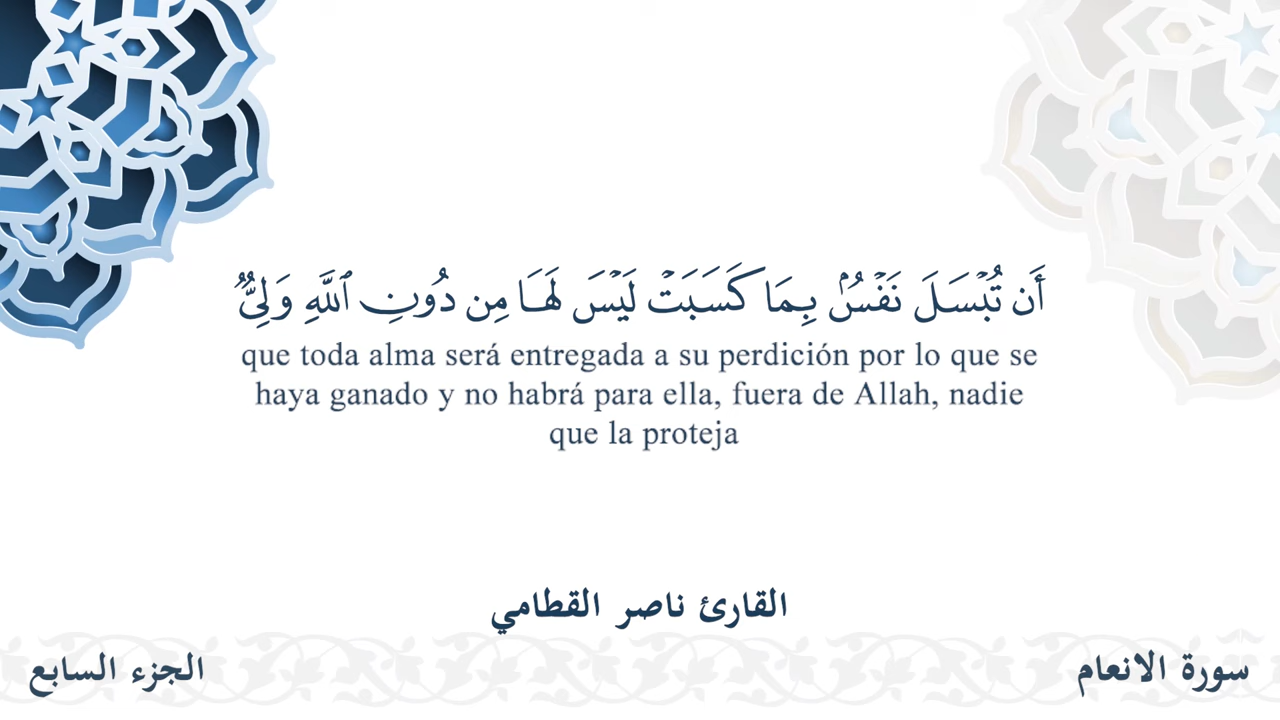 أَن تُبۡسَلَ نَفۡسُۢ بِمَا كَسَبَتۡ لَيۡسَ لَهَا مِن دُونِ ٱللَّهِ وَلِيّٞ
que toda alma será entregada a su perdición por lo que se
haya ganado y no habrá para ella, fuera de Allah, nadie
que la proteja
القارئ ناصر القطامي
سورة الانعام
الجزء السابع